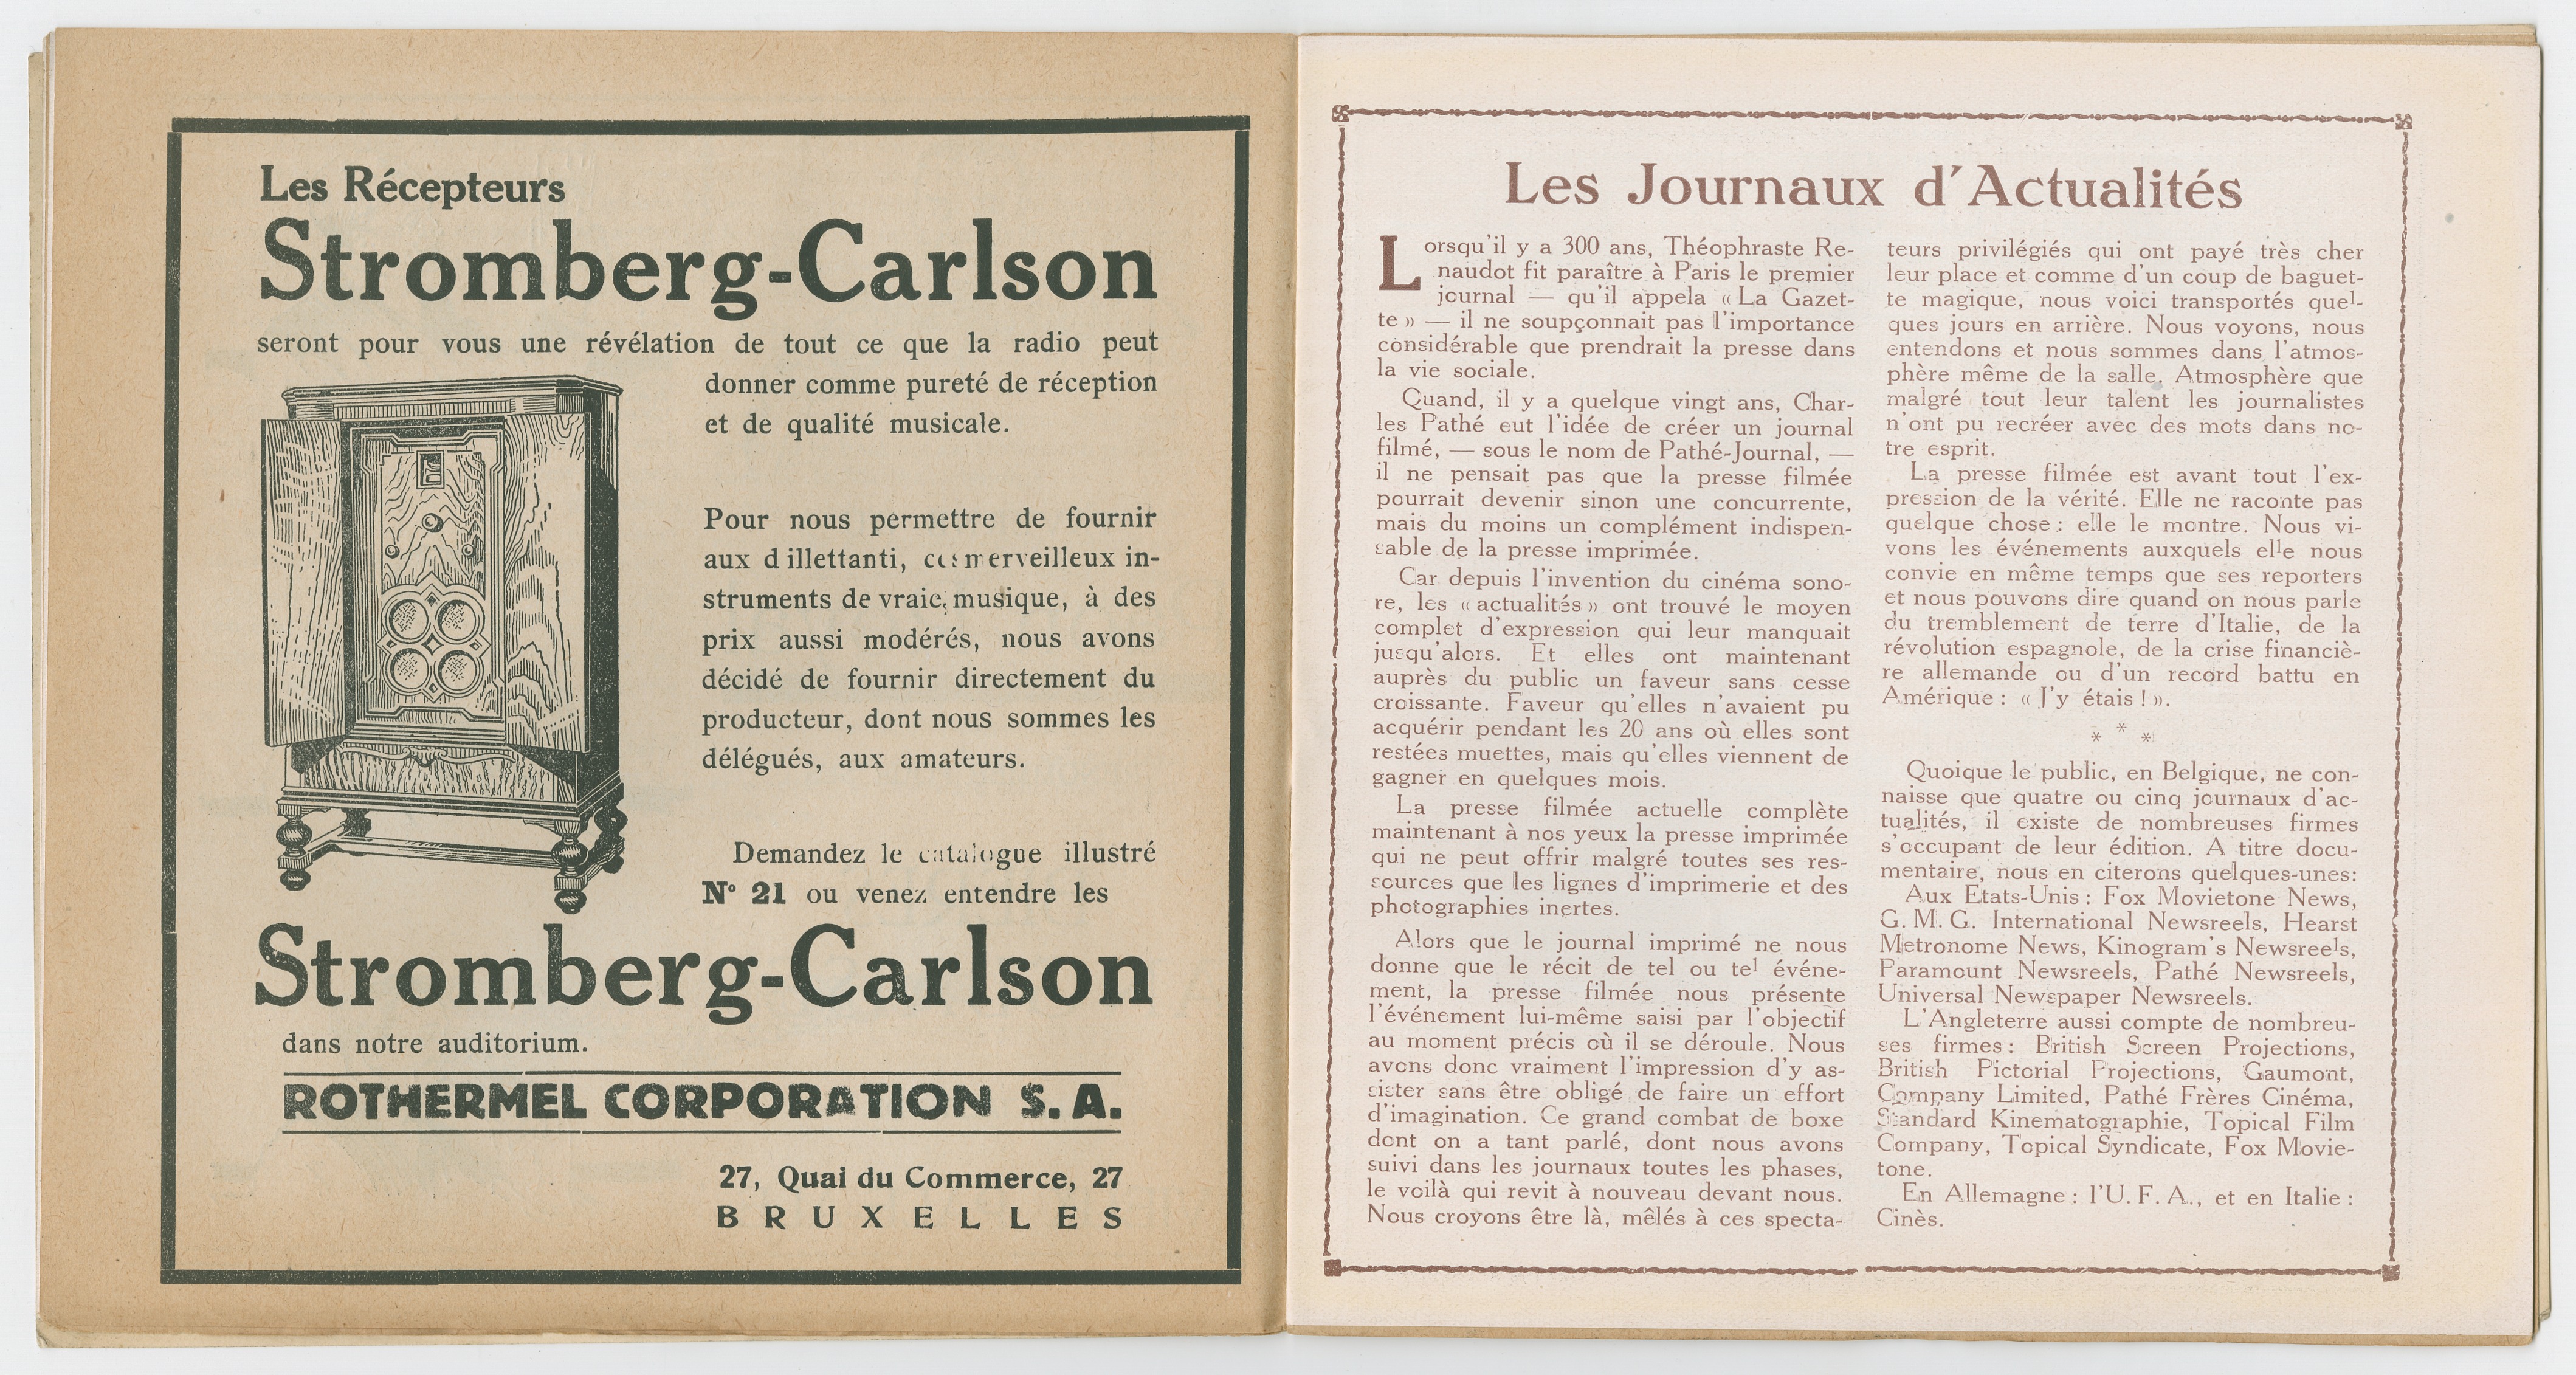 Les Récepteurs
Stromberg-Carlson
seront pour vous une révélation de tout ce que la radio peut
donner comme pureté de réception
et de qualité musicale.
Pour nous permettre de fournir
aux dillettanti, ces merveilleux in-
struments de vraie musique, à des
prix aussi modérés, nous avons
décidé de fournir directement du
producteur, dont nous sommes les
délégués, aux amateurs.
Demandez le catalogue illustré
N° 21 ou venez entendre les
Stromberg-Carlson
dans notre auditorium.
ROTHERMEL CORPORATION S. A.
27, Quai du Commerce, 27
BRUXELLES
Les Journaux d'Actualités
Lorsqu'il y a 300 ans, Théophraste Re-
naudot fit paraître à Paris le premier
journal — qu'il appela « La Gazet-
te » — il ne soupçonnait pas l'importance
considérable que prendrait la presse dans
la vie sociale.
Quand, il y a quelque vingt ans, Char-
les Pathé eut l'idée de créer un journal
filmé, — sous le nom de Pathé-Journal, —
il ne pensait pas que la presse filmée
pourrait devenir sinon une concurrente,
mais du moins un complément indispen-
sable de la presse imprimée.
Car depuis l'invention du cinéma sono-
re, les « actualités » ont trouvé le moyen
complet d'expression qui leur manquait
jusqu'alors. Et elles ont maintenant
auprès du public un faveur sans cesse
croissante. Faveur qu'elles n'avaient pu
acquérir pendant les 20 ans où elles sont
restées muettes, mais qu'elles viennent de
gagner en quelques mois.
La presse filmée actuelle complète
maintenant à nos yeux la presse imprimée
qui ne peut offrir malgré toutes ses res-
sources que les lignes d'imprimerie et des
photographies inertes.
Alors que le journal imprimé ne nous
donne que le récit de tel ou tel événe-
ment, la presse filmée nous présente
l'événement lui-même saisi par l'objectif
au moment précis où il se déroule. Nous
avons donc vraiment l'impression d'y as-
sister sans être obligé de faire un effort
d'imagination. Ce grand combat de boxe
dont on a tant parlé, dont nous avons
suivi dans les journaux toutes les phases,
le voilà qui revit à nouveau devant nous.
Nous croyons être là, mêlés à ces specta-
teurs privilégiés qui ont payé très cher
leur place et comme d'un coup de baguet-
te magique, nous voici transportés quel-
ques jours en arrière. Nous voyons, nous
entendons et nous sommes dans l'atmos-
phère même de la salle. Atmosphère que
malgré tout leur talent les journalistes
n'ont pu recréer avec des mots dans no-
tre esprit.
La presse filmée est avant tout l'ex-
pression de la vérité. Elle ne raconte pas
quelque chose : elle le montre. Nous vi-
vons les événements auxquels elle nous
convie en même temps que ses reporters
et nous pouvons dire quand on nous parle
du tremblement de terre d'Italie, de la
révolution espagnole, de la crise financiè-
re allemande ou d'un record battu en
Amérique : « J'y étais ! ».
* * *
Quoique le public, en Belgique, ne con-
naisse que quatre ou cinq journaux d'ac-
tualités, il existe de nombreuses firmes
s'occupant de leur édition. A titre docu-
mentaire, nous en citerons quelques-unes:
Aux Etats-Unis : Fox Movietone News,
G. M. G. International Newsreels, Hearst
Metronome News, Kinogram's Newsreels,
Paramount Newsreels, Pathé Newsreels,
Universal Newspaper Newsreels.
L'Angleterre aussi compte de nombreu-
ses firmes : British Screen Projections,
British Pictorial Projections, Gaumont,
Company Limited, Pathé Frères Cinéma,
Standard Kinematographie, Topical Film
Company, Topical Syndicate, Fox Movie-
tone.
En Allemagne : l'U. F. A., et en Italie :
Cinès.